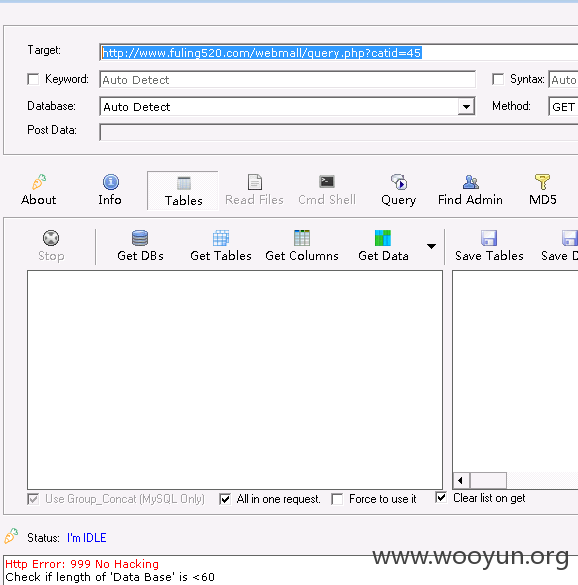 Target: http://www.fuling520.com/webmall/query.php?catid=45
Keyword: Auto Detect Syntax: Auto
Database: Auto Detect Method: GET
Post Data:
About Info Tables Read Files Cmd Shell Query Find Admin MD5
Stop Get DBs Get Tables Get Columns Get Data Save Tables Save D
Use Group_Concat (MySQL Only) All in one request. Force to use it Clear list on get
Status: I'm IDLE
Http Error: 999 No Hacking
Check if length of 'Data Base' is <60
www.wooyun.org